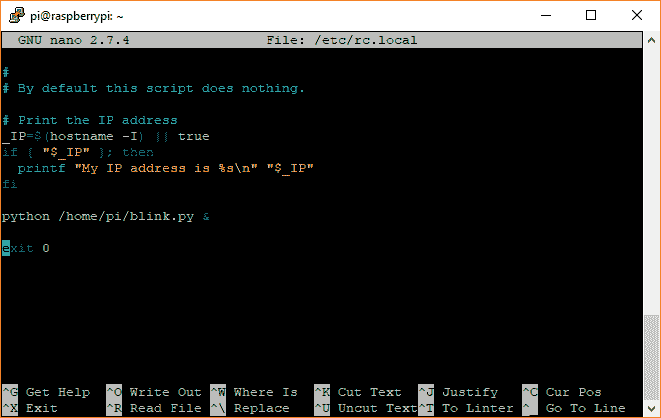 pi@raspberrypi: ~
GNU nano 2.7.4 File: /etc/rc.local
#
# By default this script does nothing.
# Print the IP address
_IP=$(hostname -I) || true
if [ "$_IP" ]; then
printf "My IP address is %s\n" "$_IP"
fi
python /home/pi/blink.py &
exit 0
^G Get Help ^O Write Out ^W Where Is ^K Cut Text ^J Justify ^C Cur Pos
^X Exit ^R Read File ^\ Replace ^U Uncut Text^T To Linter ^_ Go To Line